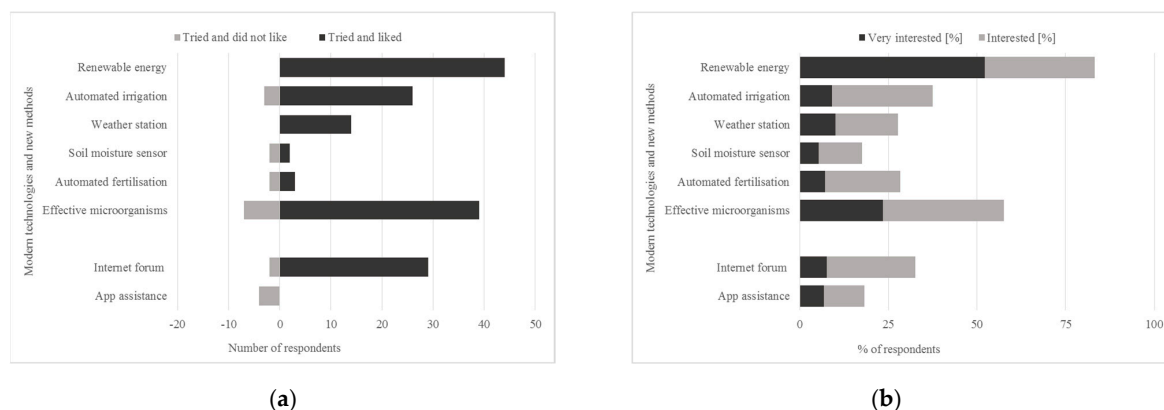 Tried and did not like Tried and liked
Modern technologies and new methods
Renewable energy
Automated irrigation
Weather station
Soil moisture sensor
Automated fertilisation
Effective microorganisms
Internet forum
App assistance
-20 -10 0 10 20 30 40 50
Number of respondents
(a)
Very interested [%] Interested [%]
Modern technologies and new methods
Renewable energy
Automated irrigation
Weather station
Soil moisture sensor
Automated fertilisation
Effective microorganisms
Internet forum
App assistance
0 25 50 75 100
% of respondents
(b)